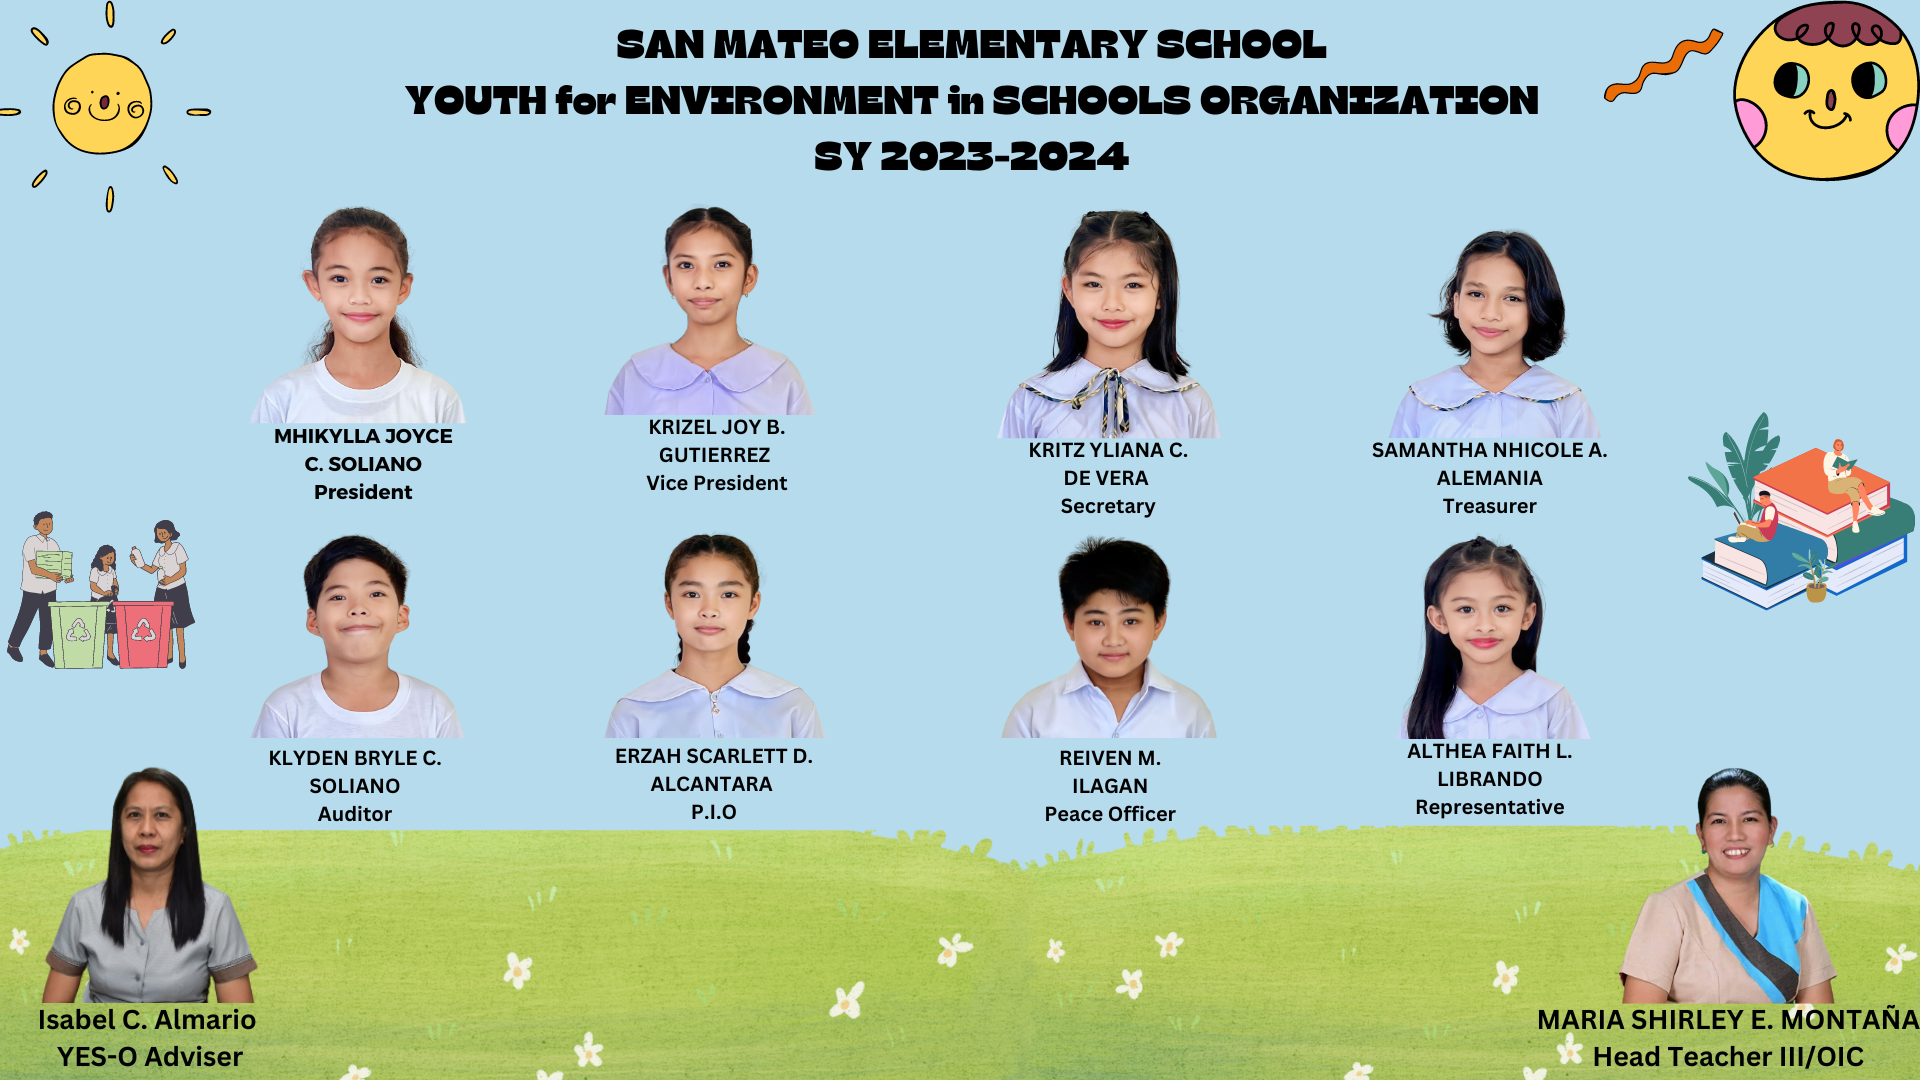 SAN MATEO ELEMENTARY SCHOOL
YOUTH for ENVIRONMENT in SCHOOLS ORGANIZATION
SY 2023-2024
MHIKYLLA JOYCE
C. SOLIANO
President
KRIZEL JOY B.
GUTIERREZ
Vice President
KRITZ YLIANA C.
DE VERA
Secretary
SAMANTHA NHICOLE A.
ALEMANIA
Treasurer
KLYDEN BRYLE C.
SOLIANO
Auditor
ERZAH SCARLETT D.
ALCANTARA
P.I.O
REIVEN M.
ILAGAN
Peace Officer
ALTHEA FAITH L.
LIBRANDO
Representative
Isabel C. Almario
YES-O Adviser
MARIA SHIRLEY E. MONTAÑA
Head Teacher III/OIC